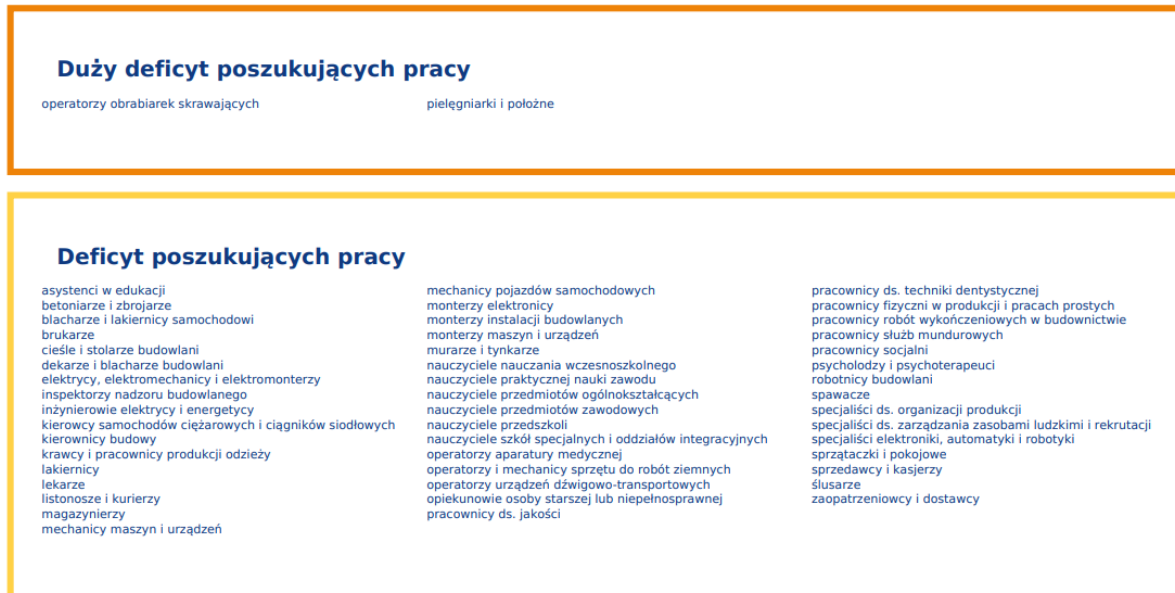 Duży deficyt poszukujących pracy
operatorzy obrabiarek skrawających
pielęgniarki i położne
Deficyt poszukujących pracy
asystenci w edukacji
betoniarze i zbrojarze
blacharze i lakiernicy samochodowi
brukarze
cieśle i stolarze budowlani
dekarze i blacharze budowlani
elektrycy, elektromechanicy i elektromonterzy
inspektorzy nadzoru budowlanego
inżynierowie elektrycy i energetycy
kierowcy samochodów ciężarowych i ciągników siodłowych
kierownicy budowy
krawcy i pracownicy produkcji odzieży
lakiernicy
lekarze
listonosze i kurierzy
magazynierzy
mechanicy maszyn i urządzeń
mechanicy pojazdów samochodowych
monterzy elektronicy
monterzy instalacji budowlanych
monterzy maszyn i urządzeń
murarze i tynkarze
nauczyciele nauczania wczesnoszkolnego
nauczyciele praktycznej nauki zawodu
nauczyciele przedmiotów ogólnokształcących
nauczyciele przedmiotów zawodowych
nauczyciele przedszkoli
nauczyciele szkół specjalnych i oddziałów integracyjnych
operatorzy aparatury medycznej
operatorzy i mechanicy sprzętu do robót ziemnych
operatorzy urządzeń dźwigowo-transportowych
opiekunowie osoby starszej lub niepełnosprawnej
pracownicy ds. jakości
pracownicy ds. techniki dentystycznej
pracownicy fizyczni w produkcji i pracach prostych
pracownicy robót wykończeniowych w budownictwie
pracownicy służb mundurowych
pracownicy socjalni
psycholodzy i psychoterapeuci
robotnicy budowlani
spawacze
specjaliści ds. organizacji produkcji
specjaliści ds. zarządzania zasobami ludzkimi i rekrutacji
specjaliści elektroniki, automatyki i robotyki
sprzątaczki i pokojowe
sprzedawcy i kasjerzy
ślusarze
zaopatrzeniowcy i dostawcy